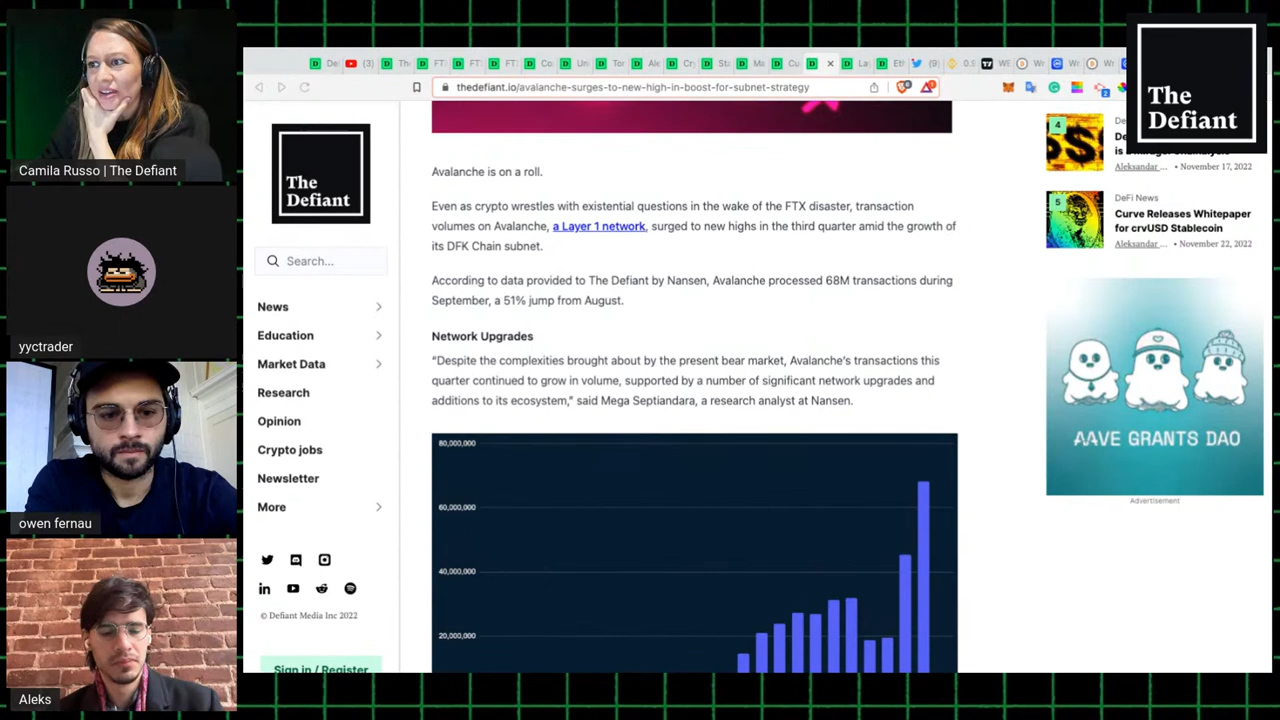 Camila Russo | The Defiant
yyctrader
owen fernau
Aleks
thedefiant.io/avalanche-surges-to-new-high-in-boost-for-subnet-strategy
The
Defiant
The
Defiant
Search...
News
Education
Market Data
Research
Opinion
Crypto jobs
Newsletter
More
© Defiant Media Inc 2022
Sign in / Register
Avalanche is on a roll.
Even as crypto wrestles with existential questions in the wake of the FTX disaster, transaction
volumes on Avalanche, a Layer 1 network, surged to new highs in the third quarter amid the growth of
its DFK Chain subnet.
According to data provided to The Defiant by Nansen, Avalanche processed 68M transactions during
September, a 51% jump from August.
Network Upgrades
“Despite the complexities brought about by the present bear market, Avalanche's transactions this
quarter continued to grow in volume, supported by a number of significant network upgrades and
additions to its ecosystem,” said Mega Septiandara, a research analyst at Nansen.
80,000,000
60,000,000
40,000,000
20,000,000
4
Aleksandar ... • November 17, 2022
5
DeFi News
Curve Releases Whitepaper
for crvUSD Stablecoin
Aleksandar ... • November 22, 2022
AAVE GRANTS DAO
Advertisement